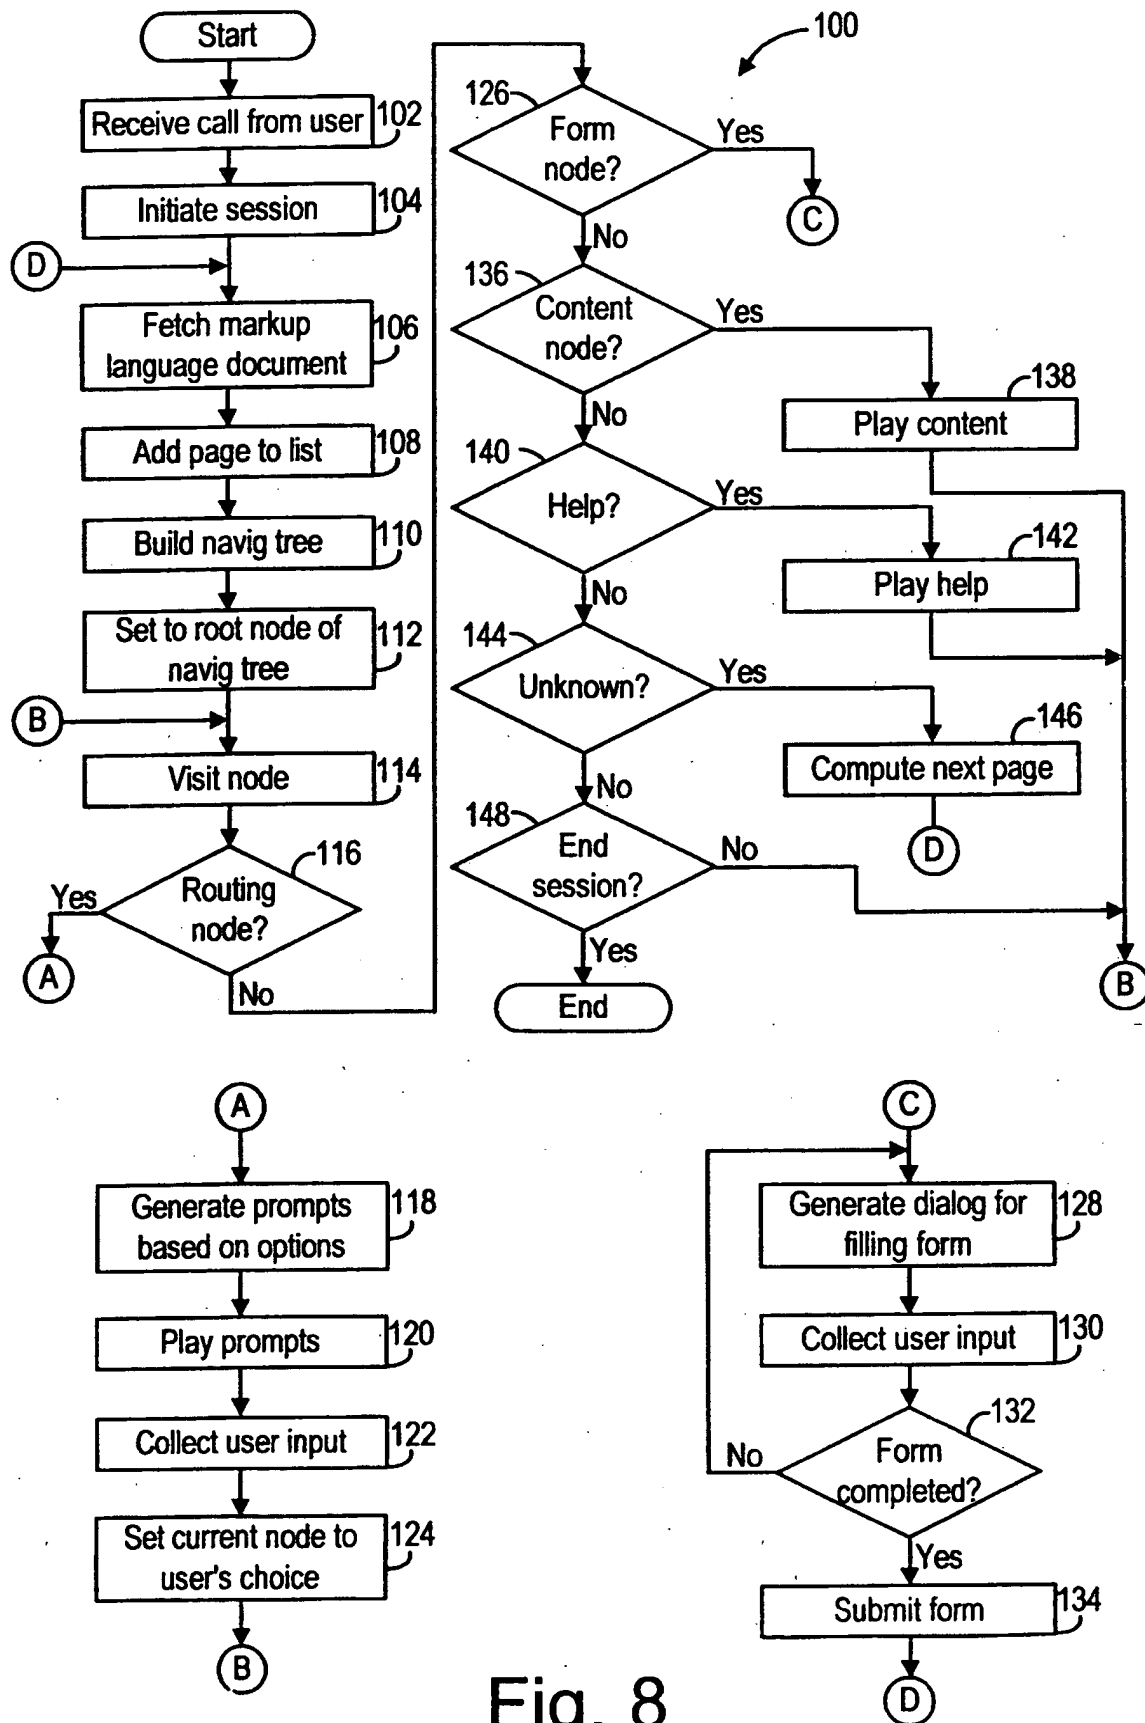 Start
100
Receive call from user 102
Initiate session 104
D
Fetch markup
language document
106
Add page to list 108
Build navig tree 110
Set to root node of
navig tree
112
B
Visit node 114
116
Routing
node?
Yes
A
No
126
Form
node?
Yes
C
No
136
Content
node?
Yes
138
Play content
No
140
Help?
Yes
142
Play help
No
144
Unknown?
Yes
146
Compute next page
D
No
148
End
session?
No
B
Yes
End
A
Generate prompts
based on options
118
Play prompts 120
Collect user input 122
Set current node to
user's choice
124
B
C
Generate dialog for
filling form
128
Collect user input 130
132
Form
completed?
No
Yes
Submit form 134
D
Fig. 8